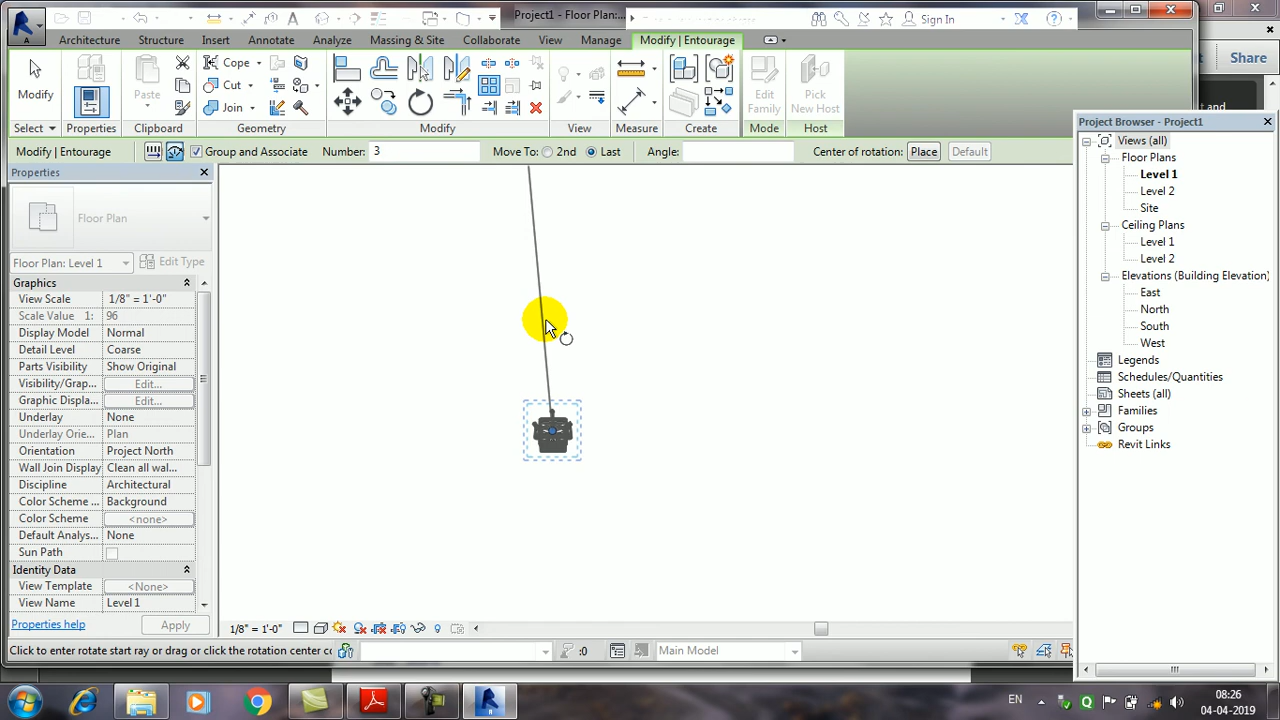 Project1 - Floor Plan:...
Sign In
Architecture Structure Insert Annotate Analyze Massing & Site Collaborate View Manage Modify | Entourage
Share
Modify
Paste
Cope
Cut
Join
Edit Family
Pick New Host
Select Properties Clipboard Geometry Modify View Measure Create Mode Host
Modify | Entourage Group and Associate Number: 3 Move To: 2nd Last Angle: Center of rotation: Place Default
Properties
Floor Plan
Floor Plan: Level 1 Edit Type
Graphics
View Scale 1/8" = 1'-0"
Scale Value 1: 96
Display Model Normal
Detail Level Coarse
Parts Visibility Show Original
Visibility/Grap... Edit...
Graphic Displa... Edit...
Underlay None
Underlay Orie... Plan
Orientation Project North
Wall Join Display Clean all wal...
Discipline Architectural
Color Scheme ... Background
Color Scheme <none>
Default Analys... None
Sun Path
Identity Data
View Template <None>
View Name Level 1
Properties help Apply
Project Browser - Project1
Views (all)
Floor Plans
Level 1
Level 2
Site
Ceiling Plans
Level 1
Level 2
Elevations (Building Elevation)
East
North
South
West
Legends
Schedules/Quantities
Sheets (all)
Families
Groups
Revit Links
1/8" = 1'-0"
Click to enter rotate start ray or drag or click the rotation center co :0 Main Model
EN 08:26
04-04-2019